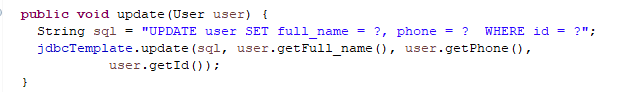 public void update(User user) {
String sql = "UPDATE user SET full_name = ?, phone = ?  WHERE id = ?";
jdbcTemplate.update(sql, user.getFull_name(), user.getPhone(),
user.getId());
}